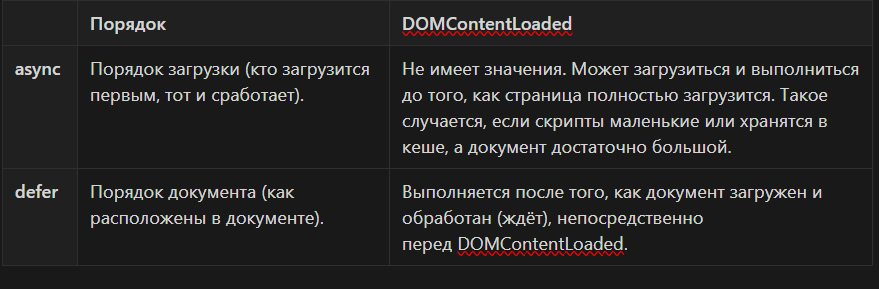 Порядок
DOMContentLoaded
async
Порядок загрузки (кто загрузится
первым, тот и сработает).
Не имеет значения. Может загрузиться и выполниться
до того, как страница полностью загрузится. Такое
случается, если скрипты маленькие или хранятся в
кеше, а документ достаточно большой.
defer
Порядок документа (как
расположены в документе).
Выполняется после того, как документ загружен и
обработан (ждёт), непосредственно
перед DOMContentLoaded.